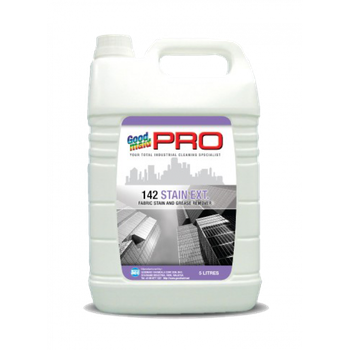 Good
maid
PRO
YOUR TOTAL INDUSTRIAL CLEANING SPECIALIST
142 STAIN EXT
FABRIC STAIN AND GREASE REMOVER
5 LITRES